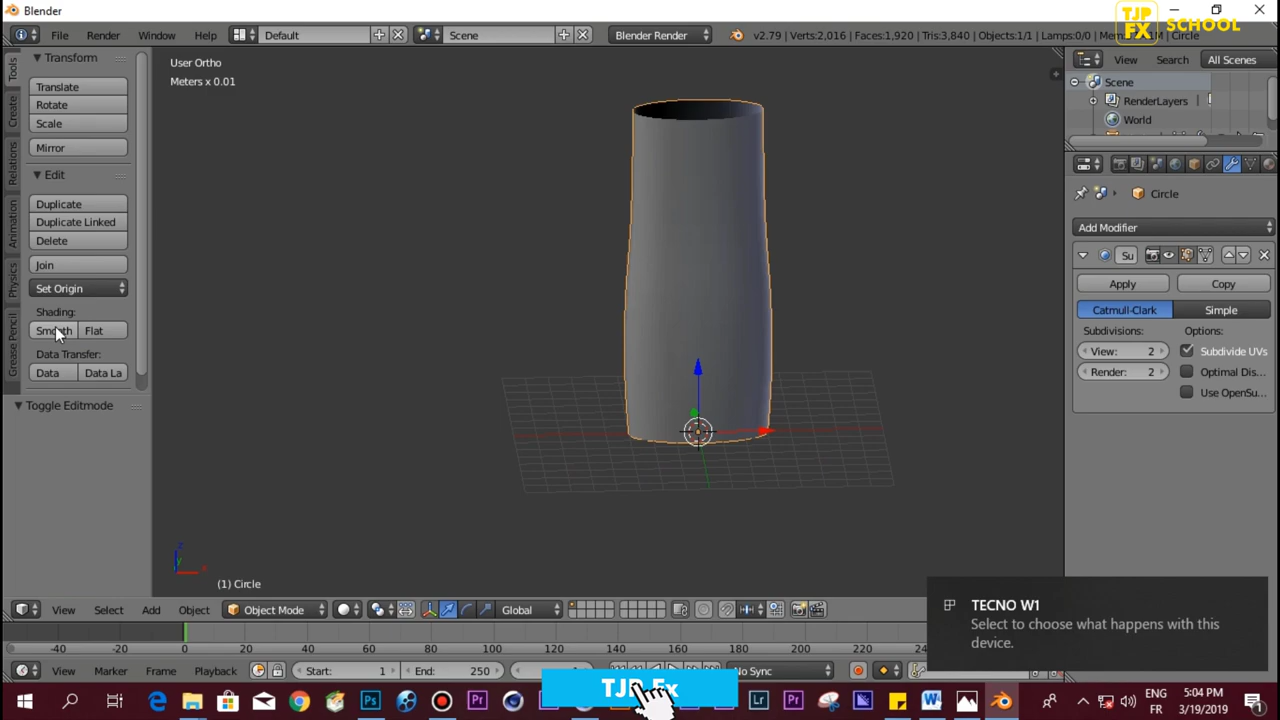 Blender
TJP
FX SCHOOL
File Render Window Help Default Scene Blender Render v2.79 | Verts:2,016 | Faces:1,920 | Tris:3,840 | Objects:1/1 | Lamps:0/0 | Circle
User Ortho
Meters x 0.01
Tools
Create
Relations
Animation
Physics
Grease Pencil
Transform
Translate
Rotate
Scale
Mirror
Edit
Duplicate
Duplicate Linked
Delete
Join
Set Origin
Shading:
Smooth Flat
Data Transfer:
Data Data La
Toggle Editmode
View Search All Scenes
Scene
RenderLayers
World
Circle
Add Modifier
Su
Apply Copy
Catmull-Clark Simple
Subdivisions: Options:
View: 2 Subdivide UVs
Render: 2 Optimal Dis...
Use OpenSu...
(1) Circle
View Select Add Object Object Mode Global
TECNO W1
Select to choose what happens with this
device.
-40 -20 0 20 40 60 80 100 120 140 160 180 200 220 240 260
View Marker Frame Playback Start: 1 End: 250 No Sync
TJP Fx
ENG 5:04 PM
FR 3/19/2019